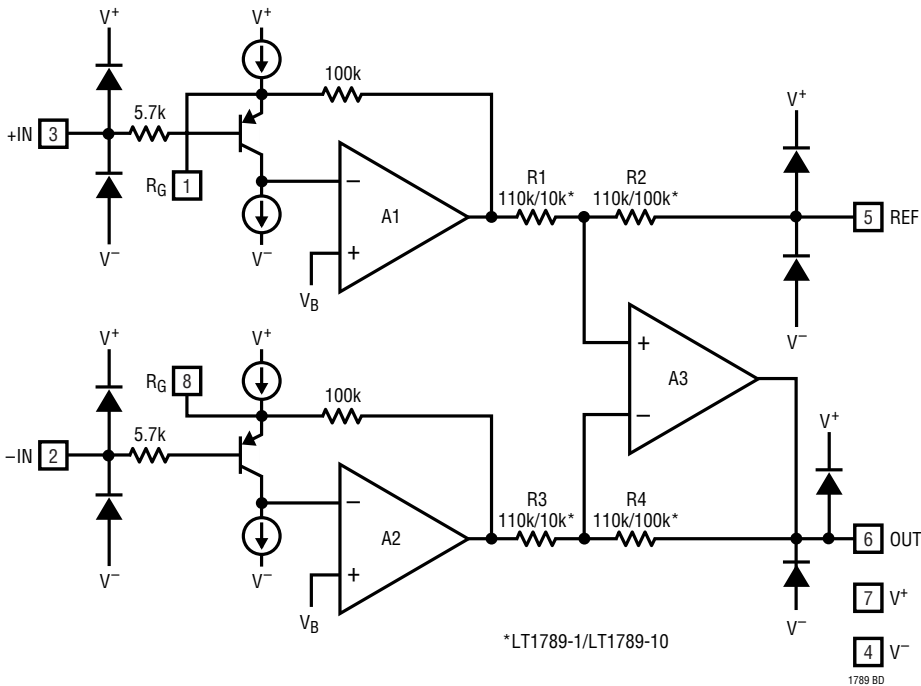 V+
V+
100k
5.7k
+IN 3
RG 1
V−
V−
A1
−
+
VB
R1
110k/10k*
R2
110k/100k*
V+
5 REF
V−
+
−
A3
V+
V+
RG 8
100k
5.7k
−IN 2
V−
V−
A2
−
+
VB
R3
110k/10k*
R4
110k/100k*
V+
6 OUT
V−
7 V+
4 V−
*LT1789-1/LT1789-10
1789 BD